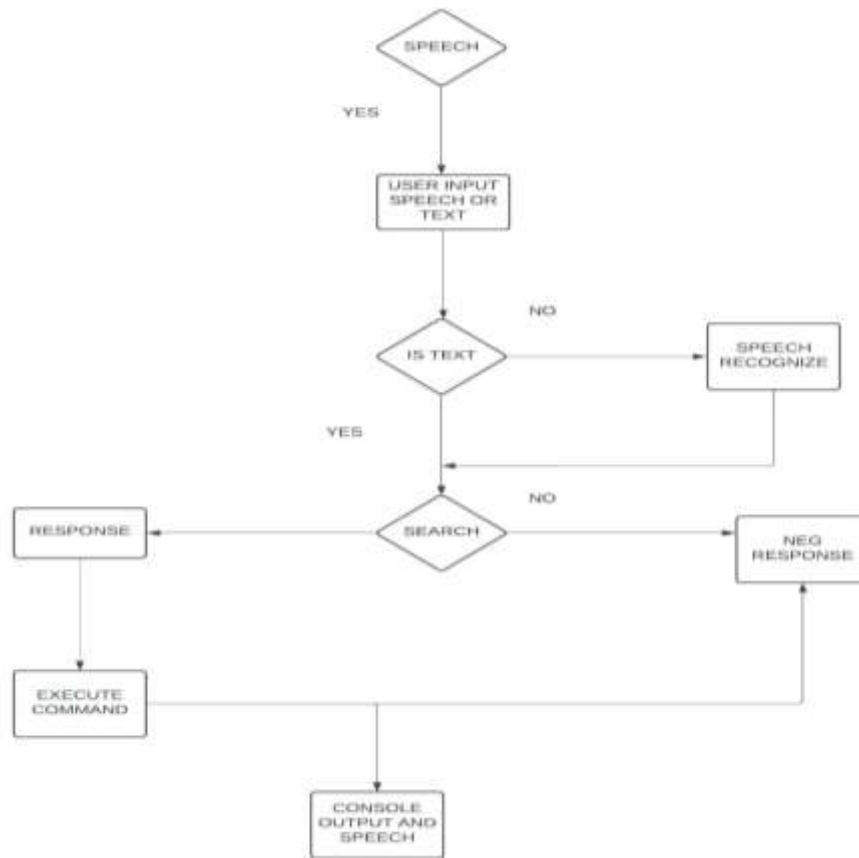 SPEECH
YES
USER INPUT
SPEECH OR
TEXT
NO
IS TEXT
SPEECH
RECOGNIZE
YES
NO
RESPONSE
SEARCH
NEG
RESPONSE
EXECUTE
COMMAND
CONSOLE
OUTPUT AND
SPEECH